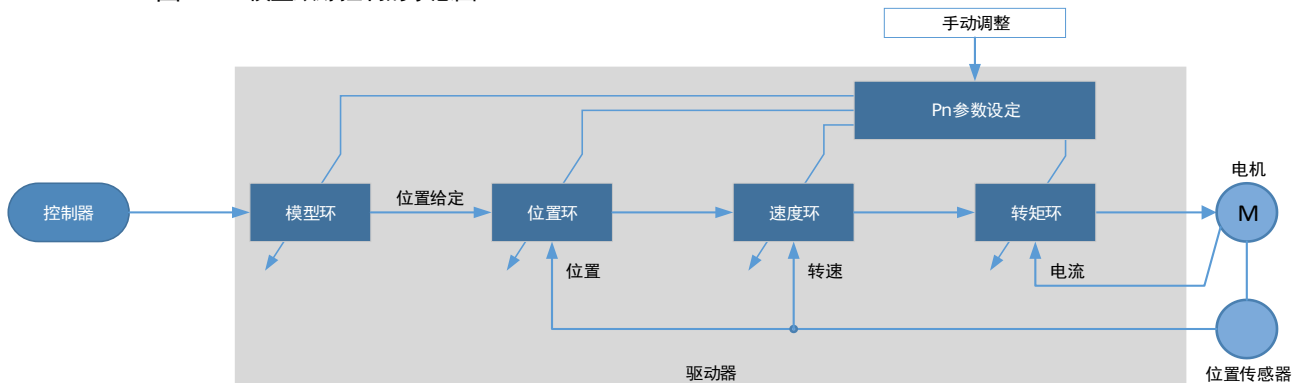 手动调整
Pn参数设定
电机
控制器
模型环
位置给定
位置环
速度环
转矩环
M
位置
转速
电流
驱动器
位置传感器